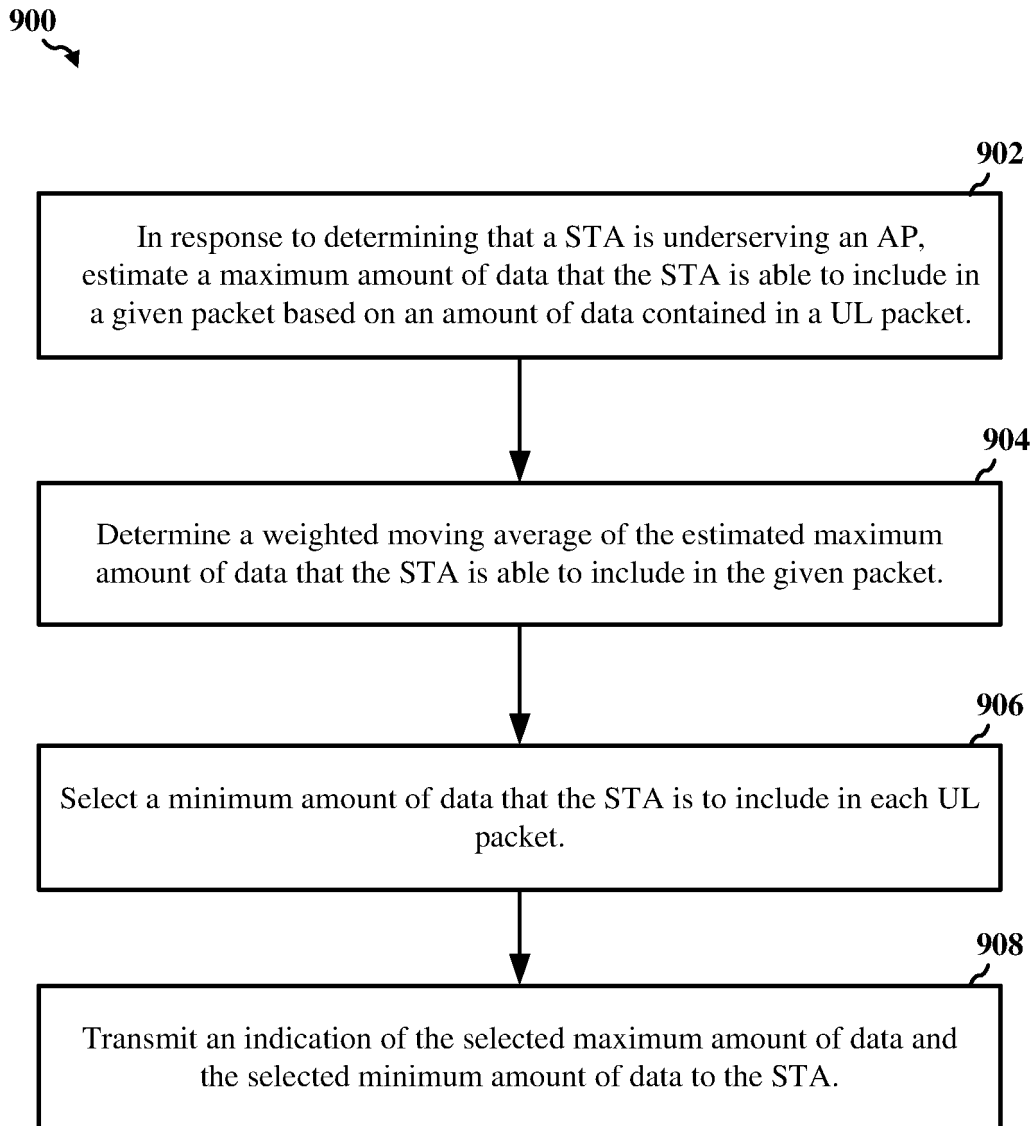 900
902
In response to determining that a STA is underserving an AP,
estimate a maximum amount of data that the STA is able to include in
a given packet based on an amount of data contained in a UL packet.
904
Determine a weighted moving average of the estimated maximum
amount of data that the STA is able to include in the given packet.
906
Select a minimum amount of data that the STA is to include in each UL
packet.
908
Transmit an indication of the selected maximum amount of data and
the selected minimum amount of data to the STA.